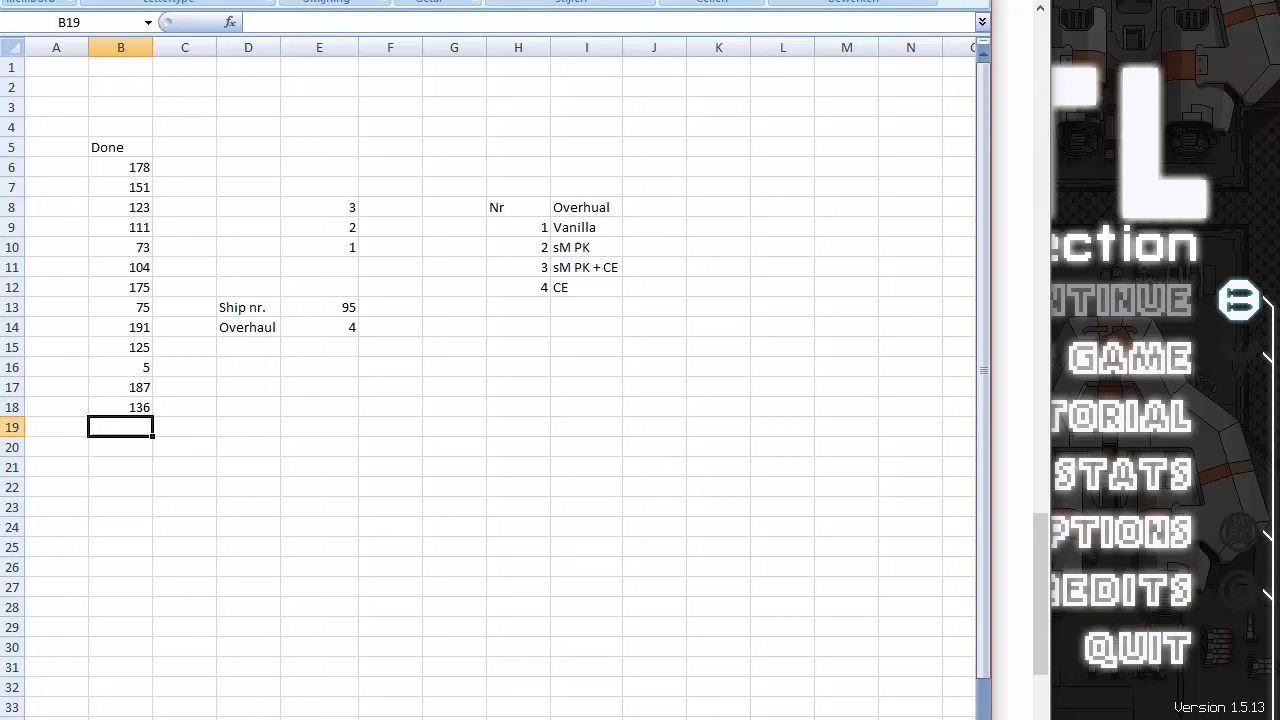 B19
A B C D E F G H I J K L M N
1
2
3
4
5 Done
6 178
7 151
8 123 3 Nr Overhual
9 111 2 1 Vanilla
10 73 1 2 sM PK
11 104 3 sM PK + CE
12 175 4 CE
13 75 Ship nr. 95
14 191 Overhaul 4
15 125
16 5
17 187
18 136
19
20
21
22
23
24
25
26
27
28
29
30
31
32
33
TL
ection
NTINUE
GAME
TORIAL
STATS
PTIONS
REDITS
QUIT
Version 1.5.13